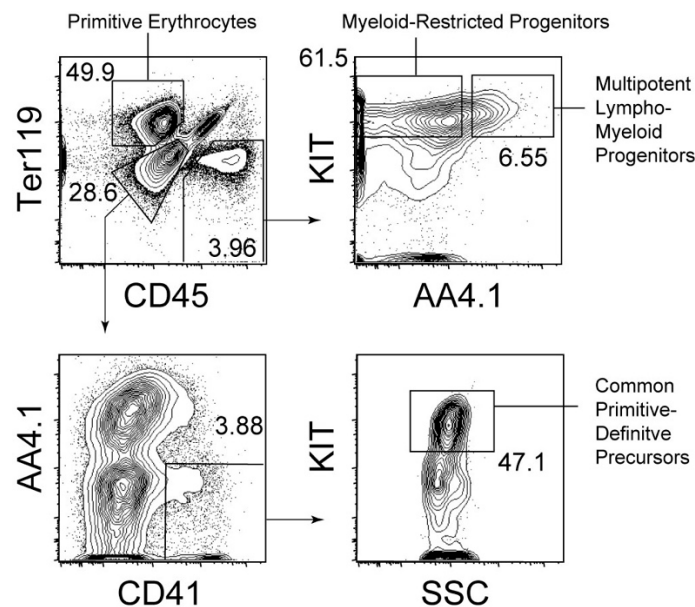 Primitive Erythrocytes
Myeloid-Restricted Progenitors
49.9
61.5
Ter119
KIT
Multipotent
Lympho-
Myeloid
Progenitors
28.6
3.96
6.55
CD45
AA4.1
AA4.1
3.88
KIT
47.1
Common
Primitive-
Definitve
Precursors
CD41
SSC